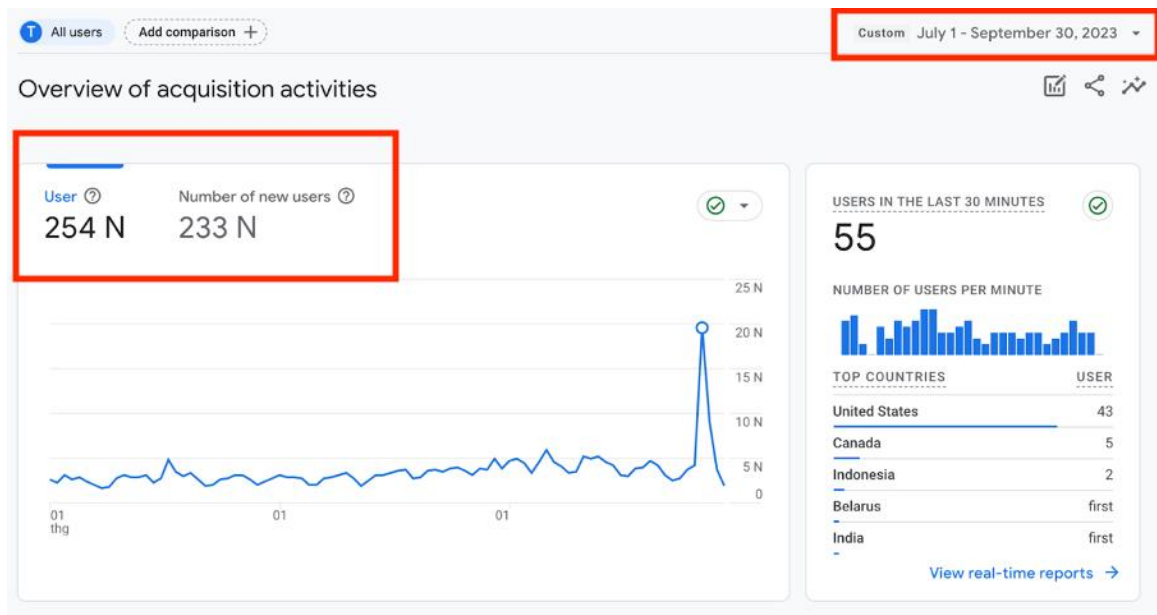 T All users Add comparison +
Custom July 1 - September 30, 2023
Overview of acquisition activities
User Number of new users
254 N 233 N
25 N
20 N
15 N
10 N
5 N
0
01 01 01
thg
USERS IN THE LAST 30 MINUTES
55
NUMBER OF USERS PER MINUTE
TOP COUNTRIES USER
United States 43
Canada 5
Indonesia 2
Belarus first
India first
View real-time reports →